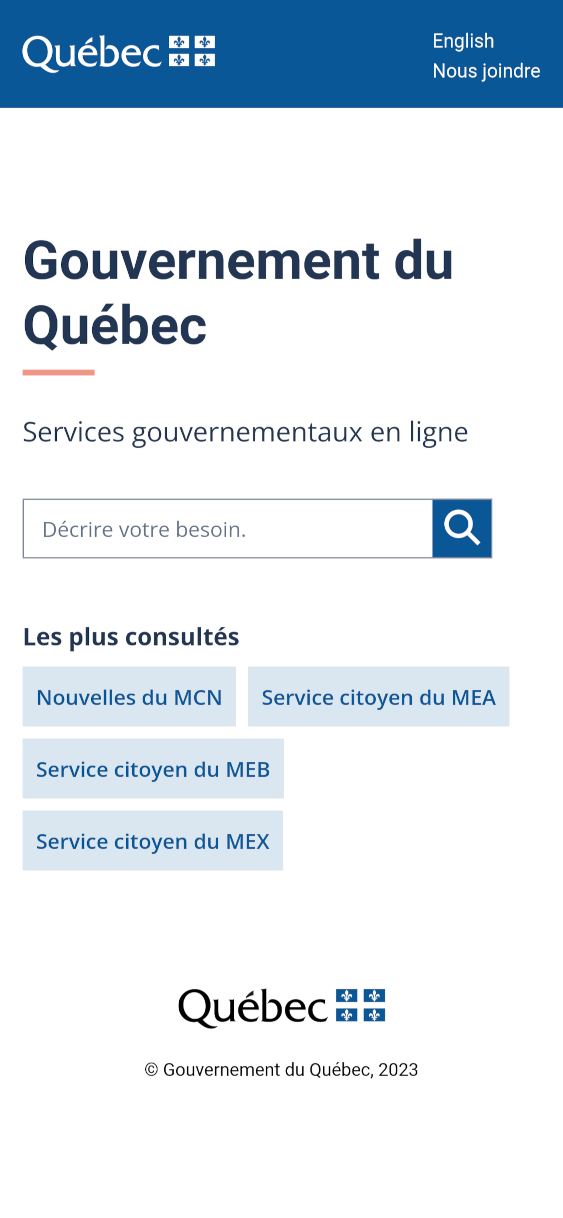 Québec
English
Nous joindre
Gouvernement du
Québec
Services gouvernementaux en ligne
Décrire votre besoin.
Les plus consultés
Nouvelles du MCN
Service citoyen du MEA
Service citoyen du MEB
Service citoyen du MEX
Québec
© Gouvernement du Québec, 2023